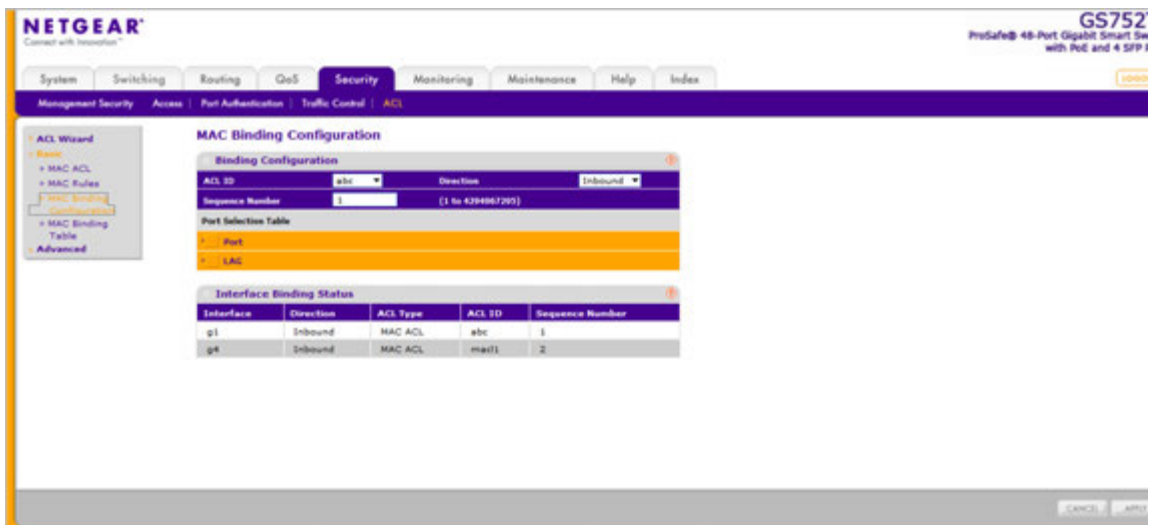 NETGEAR
Connect with Innovation™
GS752
ProSafe® 48-Port Gigabit Smart Sw
with PoE and 4 SFP
System Switching Routing QoS Security Monitoring Maintenance Help Index
LOGO
Management Security Access Port Authentication Traffic Control ACL
ACL Wizard
Basic
MAC ACL
MAC Rules
MAC Binding
Configuration
MAC Binding
Table
Advanced
MAC Binding Configuration
Binding Configuration
ACL ID abc Direction Inbound
Sequence Number 1 (1 to 4294967295)
Port Selection Table
Port
LAG
Interface Binding Status
Interface Direction ACL Type ACL ID Sequence Number
g1 Inbound MAC ACL abc 1
g4 Inbound MAC ACL 2
CANCEL APPLY